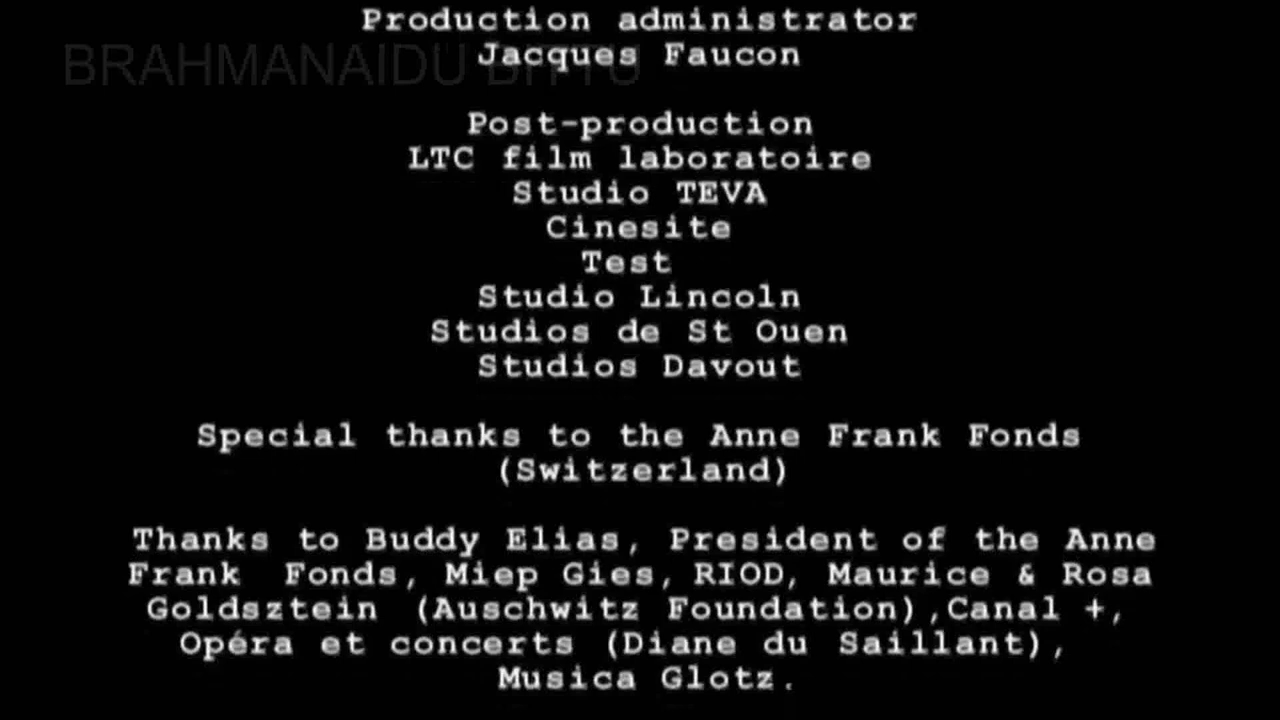 Production administrator
BRAHMANAIDU BITTU
Jacques Faucon
Post-production
LTC film laboratoire
Studio TEVA
Cinesite
Test
Studio Lincoln
Studios de St Ouen
Studios Davout
Special thanks to the Anne Frank Fonds
(Switzerland)
Thanks to Buddy Elias, President of the Anne
Frank Fonds, Miep Gies, RIOD, Maurice & Rosa
Goldsztein (Auschwitz Foundation),Canal +,
Opéra et concerts (Diane du Saillant),
Musica Glotz.